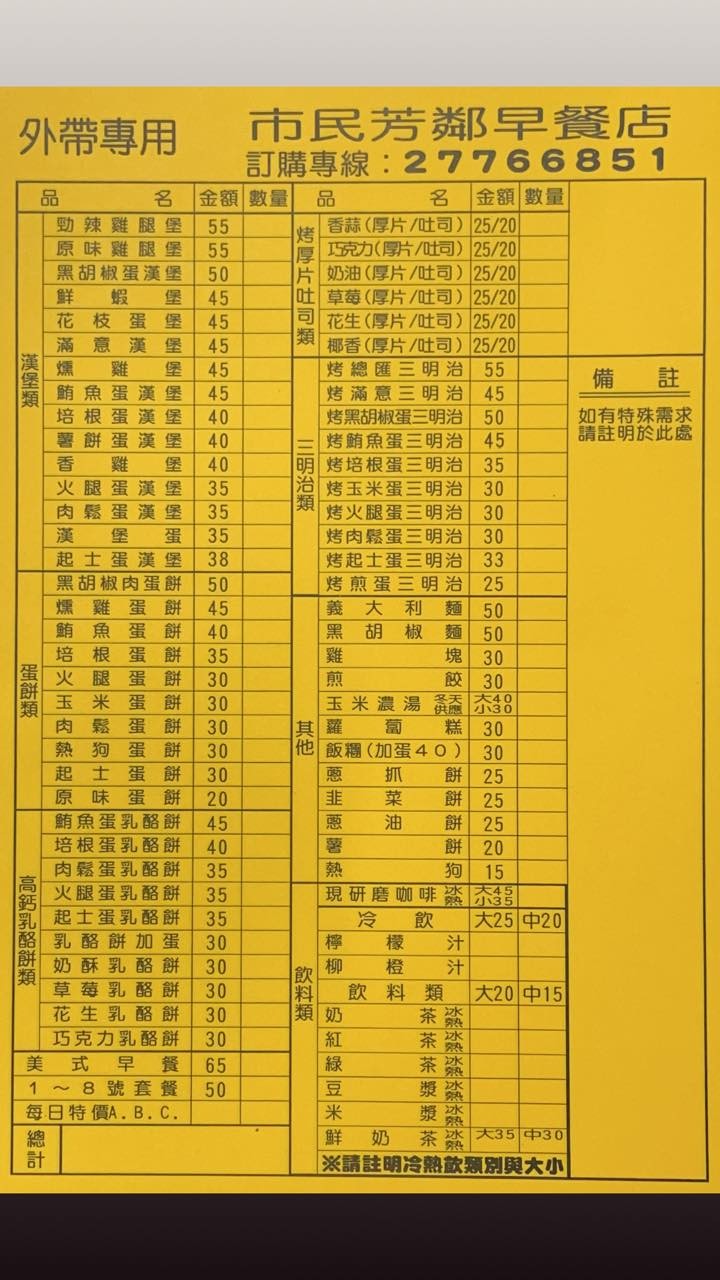 外帶專用
市民芳鄰早餐店
訂購專線：27766851
品名 金額 數量
漢堡類
勁辣雞腿堡 55
原味雞腿堡 55
黑胡椒蛋漢堡 50
鮮蝦堡 45
花枝蛋堡 45
滿意漢堡 45
燻雞堡 45
鮪魚蛋漢堡 45
培根蛋漢堡 40
薯餅蛋漢堡 40
香雞堡 40
火腿蛋漢堡 35
肉鬆蛋漢堡 35
漢堡蛋 35
起士蛋漢堡 38
蛋餅類
黑胡椒肉蛋餅 50
燻雞蛋餅 45
鮪魚蛋餅 40
培根蛋餅 35
火腿蛋餅 30
玉米蛋餅 30
肉鬆蛋餅 30
熱狗蛋餅 30
起士蛋餅 30
原味蛋餅 20
高鈣乳酪餅類
鮪魚蛋乳酪餅 45
培根蛋乳酪餅 40
肉鬆蛋乳酪餅 35
火腿蛋乳酪餅 35
起士蛋乳酪餅 35
乳酪餅加蛋 30
奶酥乳酪餅 30
草莓乳酪餅 30
花生乳酪餅 30
巧克力乳酪餅 30
美式早餐 65
1～8號套餐 50
每日特價A.B.C.
總計
品名 金額 數量
烤厚片吐司類
香蒜(厚片/吐司) 25/20
巧克力(厚片/吐司) 25/20
奶油(厚片/吐司) 25/20
草莓(厚片/吐司) 25/20
花生(厚片/吐司) 25/20
椰香(厚片/吐司) 25/20
三明治類
烤總匯三明治 55
烤滿意三明治 45
烤黑胡椒蛋三明治 50
烤鮪魚蛋三明治 45
烤培根蛋三明治 35
烤玉米蛋三明治 30
烤火腿蛋三明治 30
烤肉鬆蛋三明治 30
烤起士蛋三明治 33
烤煎蛋三明治 25
其他
義大利麵 50
黑胡椒麵 50
雞塊 30
煎餃 30
玉米濃湯 冬天供應 大40 小30
蘿蔔糕 30
飯糰(加蛋40) 30
蔥抓餅 25
韭菜餅 25
蔥油餅 25
薯餅 20
熱狗 15
飲料類
現研磨咖啡 冰熱 大45 小35
冷飲 大25 中20
檸檬汁
柳橙汁
飲料類 大20 中15
奶茶 冰熱
紅茶 冰熱
綠茶 冰熱
豆漿 冰熱
米漿 冰熱
鮮奶茶 冰熱 大35 中30
※請註明冷熱飲類別與大小
備註
如有特殊需求
請註明於此處